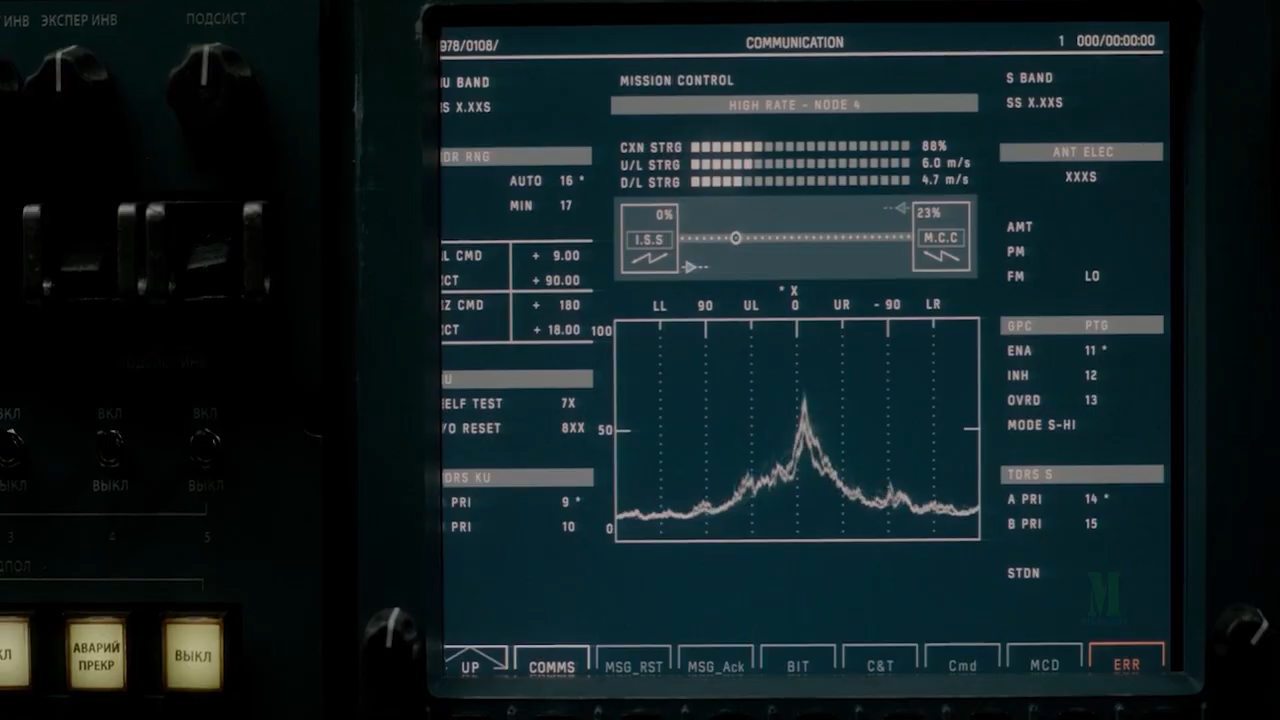 ИНВ ЭКСПЕР ИНВ ПОДСИСТ
978/0108/ COMMUNICATION 1 000/00:00:00
U BAND
S X.XXS
DR RNG
AUTO 16 *
MIN 17
L CMD + 9.00
CT + 90.00
Z CMD + 180
CT + 18.00
U
ELF TEST 7X
/O RESET 8XX
DRS KU
PRI 9 *
PRI 10
MISSION CONTROL
HIGH RATE - NODE 4
CXN STRG 88%
U/L STRG 6.0 m/s
D/L STRG 4.7 m/s
0% 23%
I.S.S M.C.C
* X
LL 90 UL 0 UR - 90 LR
100
50
0
S BAND
SS X.XXS
ANT ELEC
XXXS
AMT
PM
FM LO
GPC PTG
ENA 11 *
INH 12
OVRD 13
MODE S-HI
TDRS S
A PRI 14 *
B PRI 15
STDN
M
UP COMMS MSG_RST MSG_Ack BIT C&T Cmd MCD ERR
ВКЛ ВКЛ ВКЛ
ВЫКЛ ВЫКЛ ВЫКЛ
3 4 5
КЛ
АВАРИЙ
ПРЕКР
ВЫКЛ